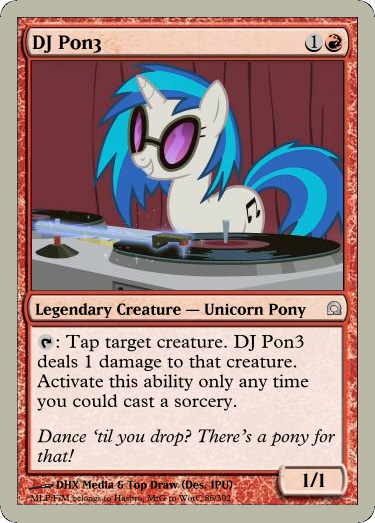 DJ Pon3
1
Legendary Creature — Unicorn Pony
: Tap target creature. DJ Pon3
deals 1 damage to that creature.
Activate this ability only any time
you could cast a sorcery.
Dance ‘til you drop? There's a pony for
that!
DHX Media & Top Draw (Des. IPU)
MLP:FiM belongs to Hasbro, MtG to WotC, 86/302
1/1